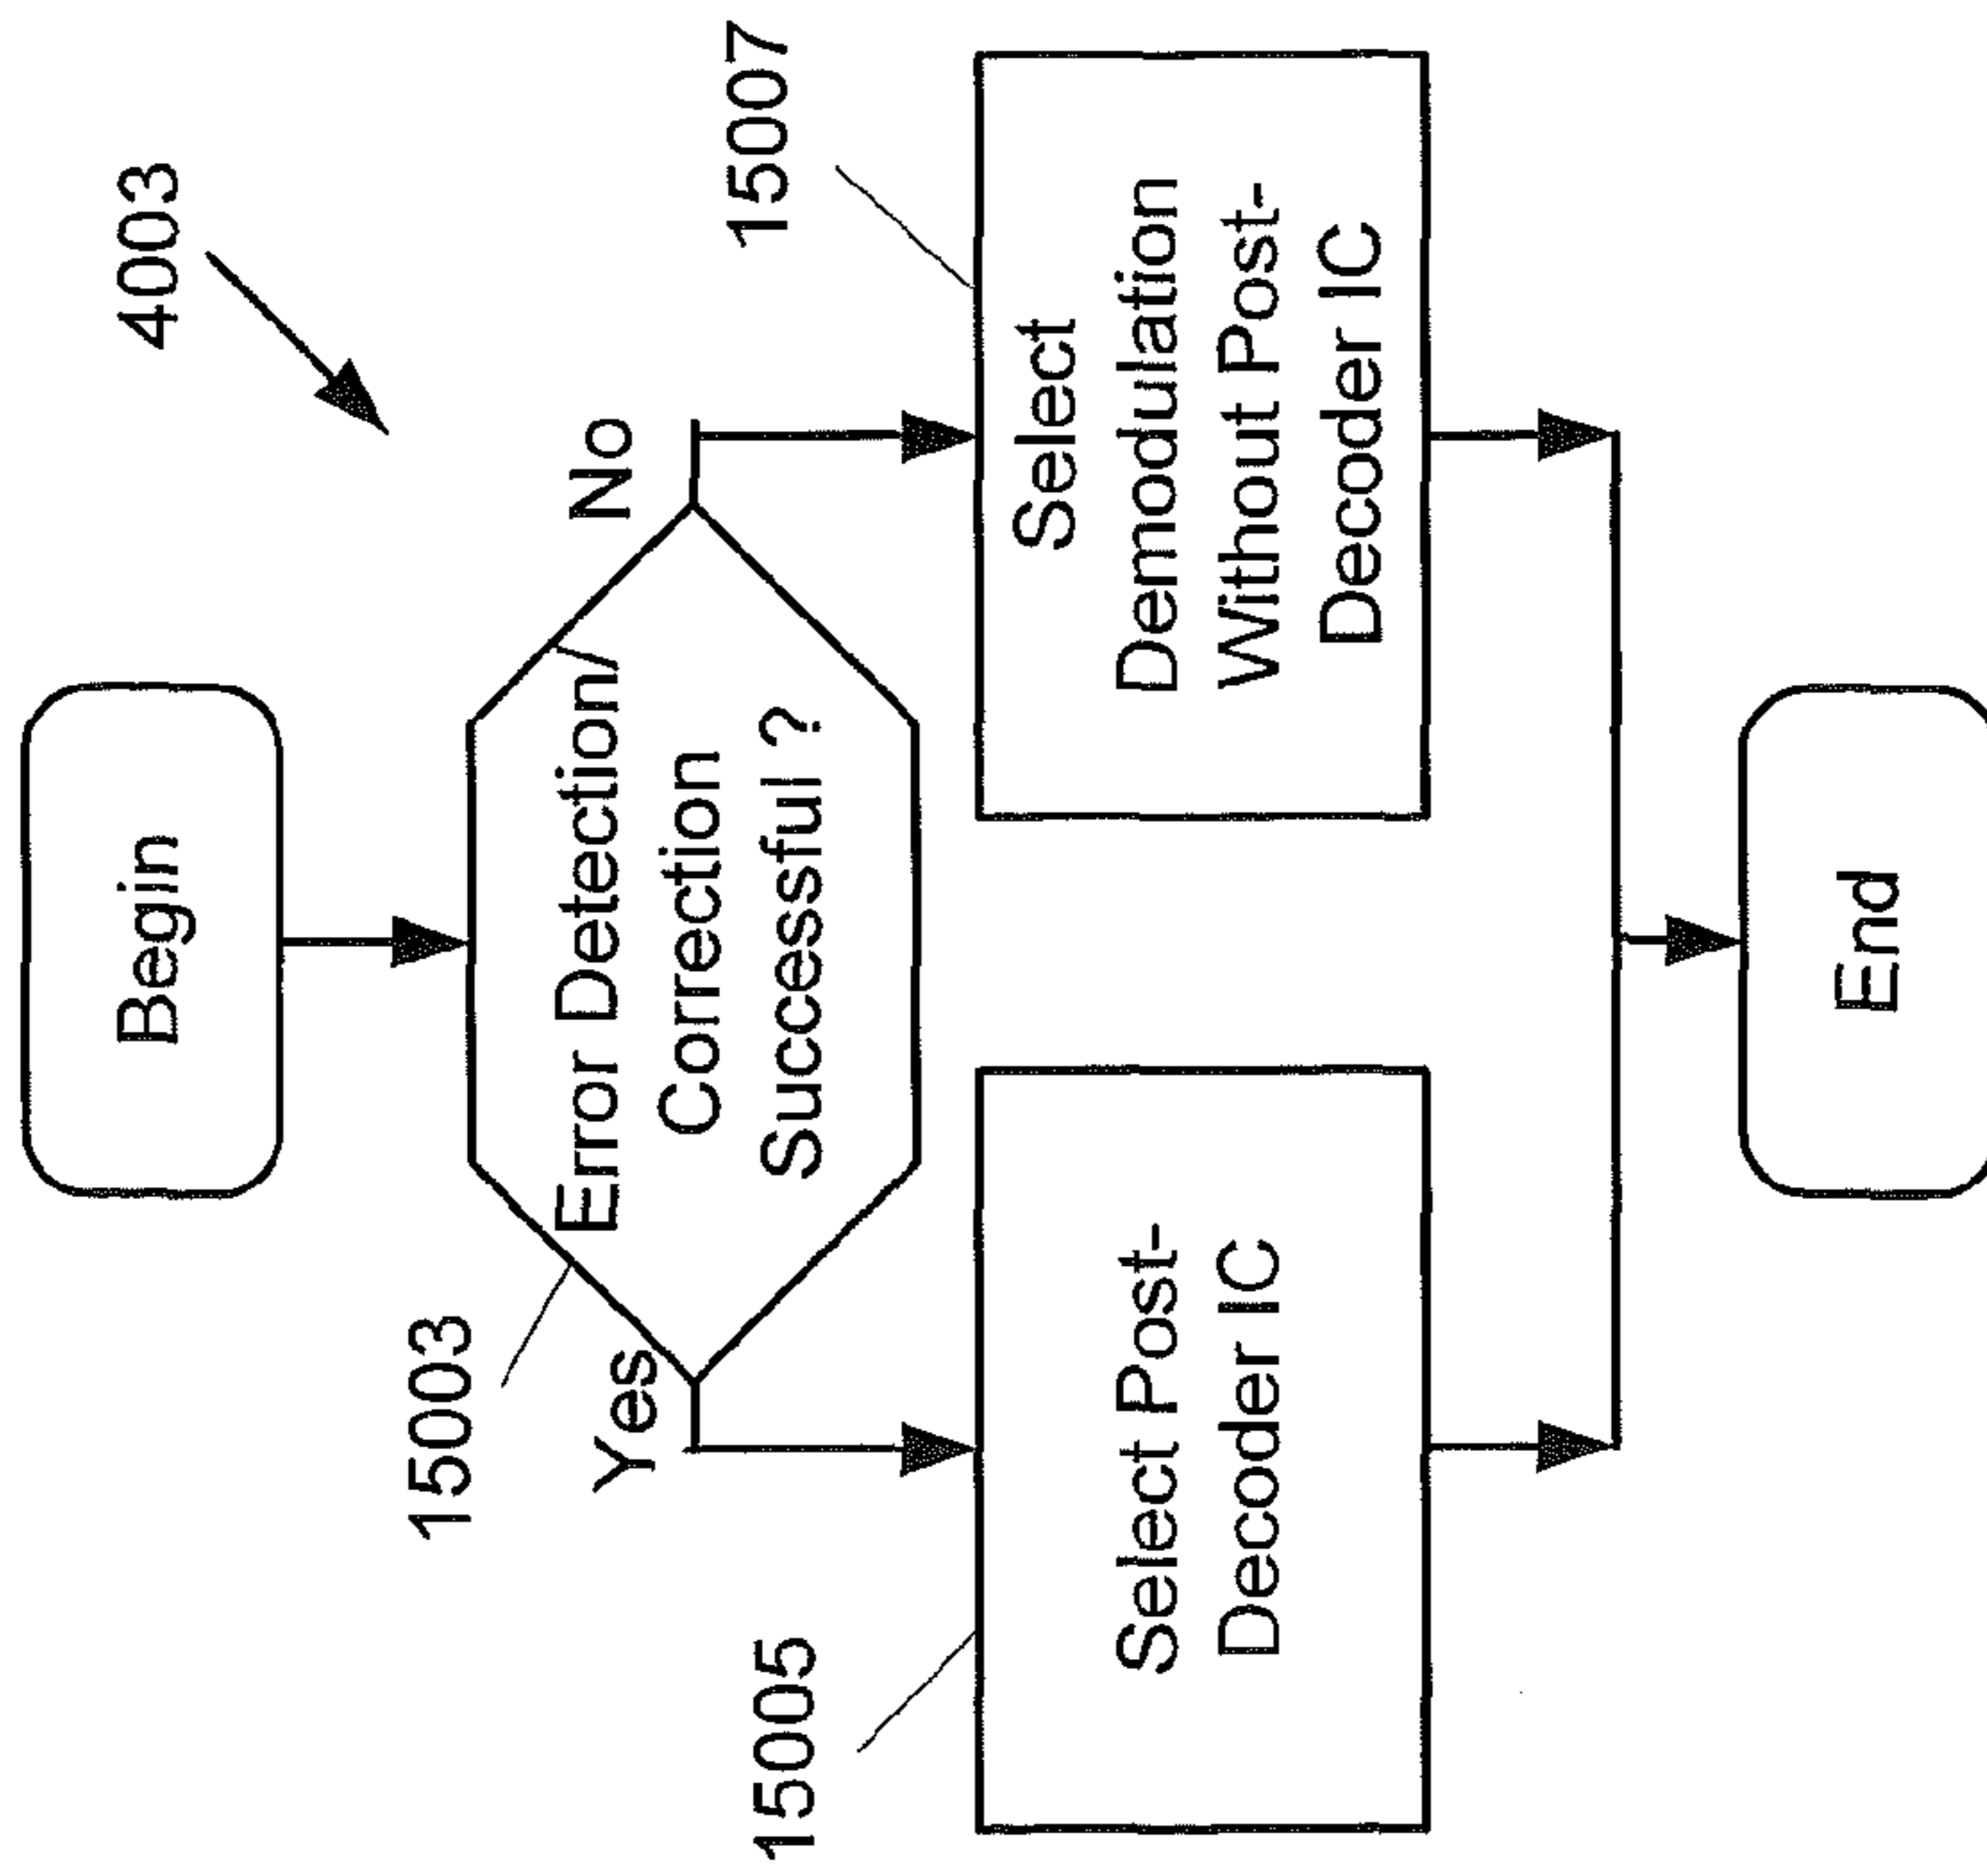 4003
Begin
15003
Error Detection/
Correction
Successful ?
Yes
No
15005
Select Post-
Decoder IC
15007
Select
Demodulation
Without Post-
Decoder IC
End